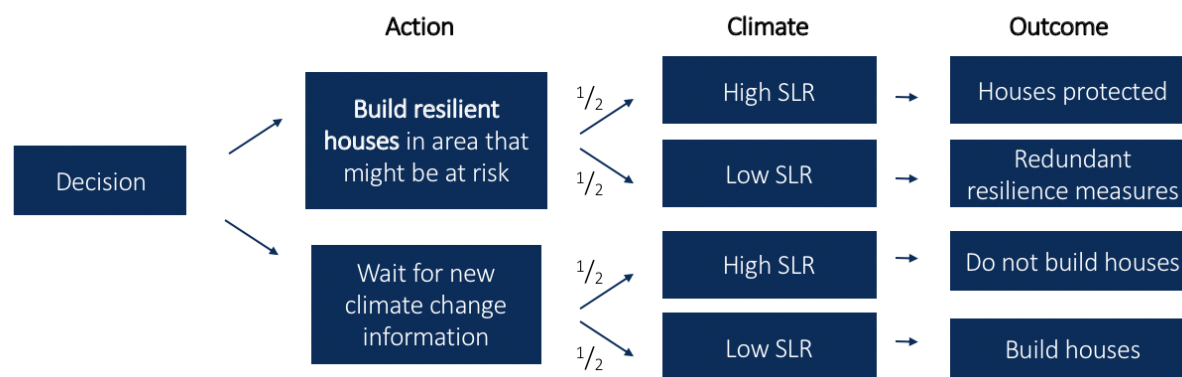 Action
Climate
Outcome
Decision
Build resilient
houses in area that
might be at risk
1/2
1/2
High SLR
Houses protected
Low SLR
Redundant
resilience measures
Wait for new
climate change
information
1/2
1/2
High SLR
Do not build houses
Low SLR
Build houses